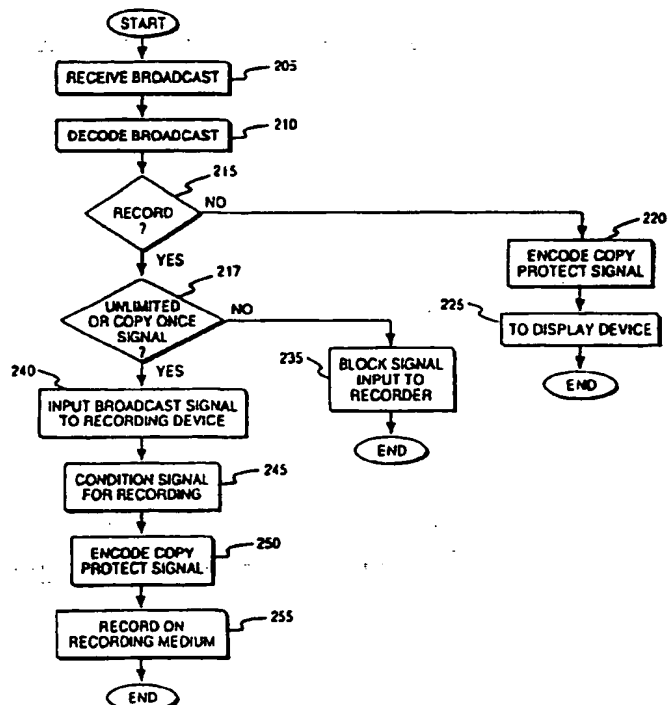 START
RECEIVE BROADCAST
205
DECODE BROADCAST
210
215
RECORD
?
NO
YES
220
ENCODE COPY
PROTECT SIGNAL
225
TO DISPLAY DEVICE
END
217
UNLIMITED
OR COPY ONCE
SIGNAL
?
NO
YES
235
BLOCK SIGNAL
INPUT TO
RECORDER
END
240
INPUT BROADCAST SIGNAL
TO RECORDING DEVICE
CONDITION SIGNAL
FOR RECORDING
245
ENCODE COPY
PROTECT SIGNAL
250
RECORD ON
RECORDING MEDIUM
255
END